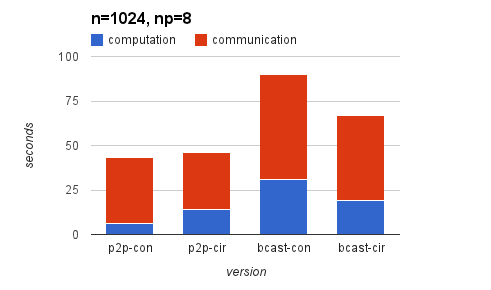 n=1024, np=8
computation communication
100
75
50
25
0
seconds
p2p-con p2p-cir bcast-con bcast-cir
version